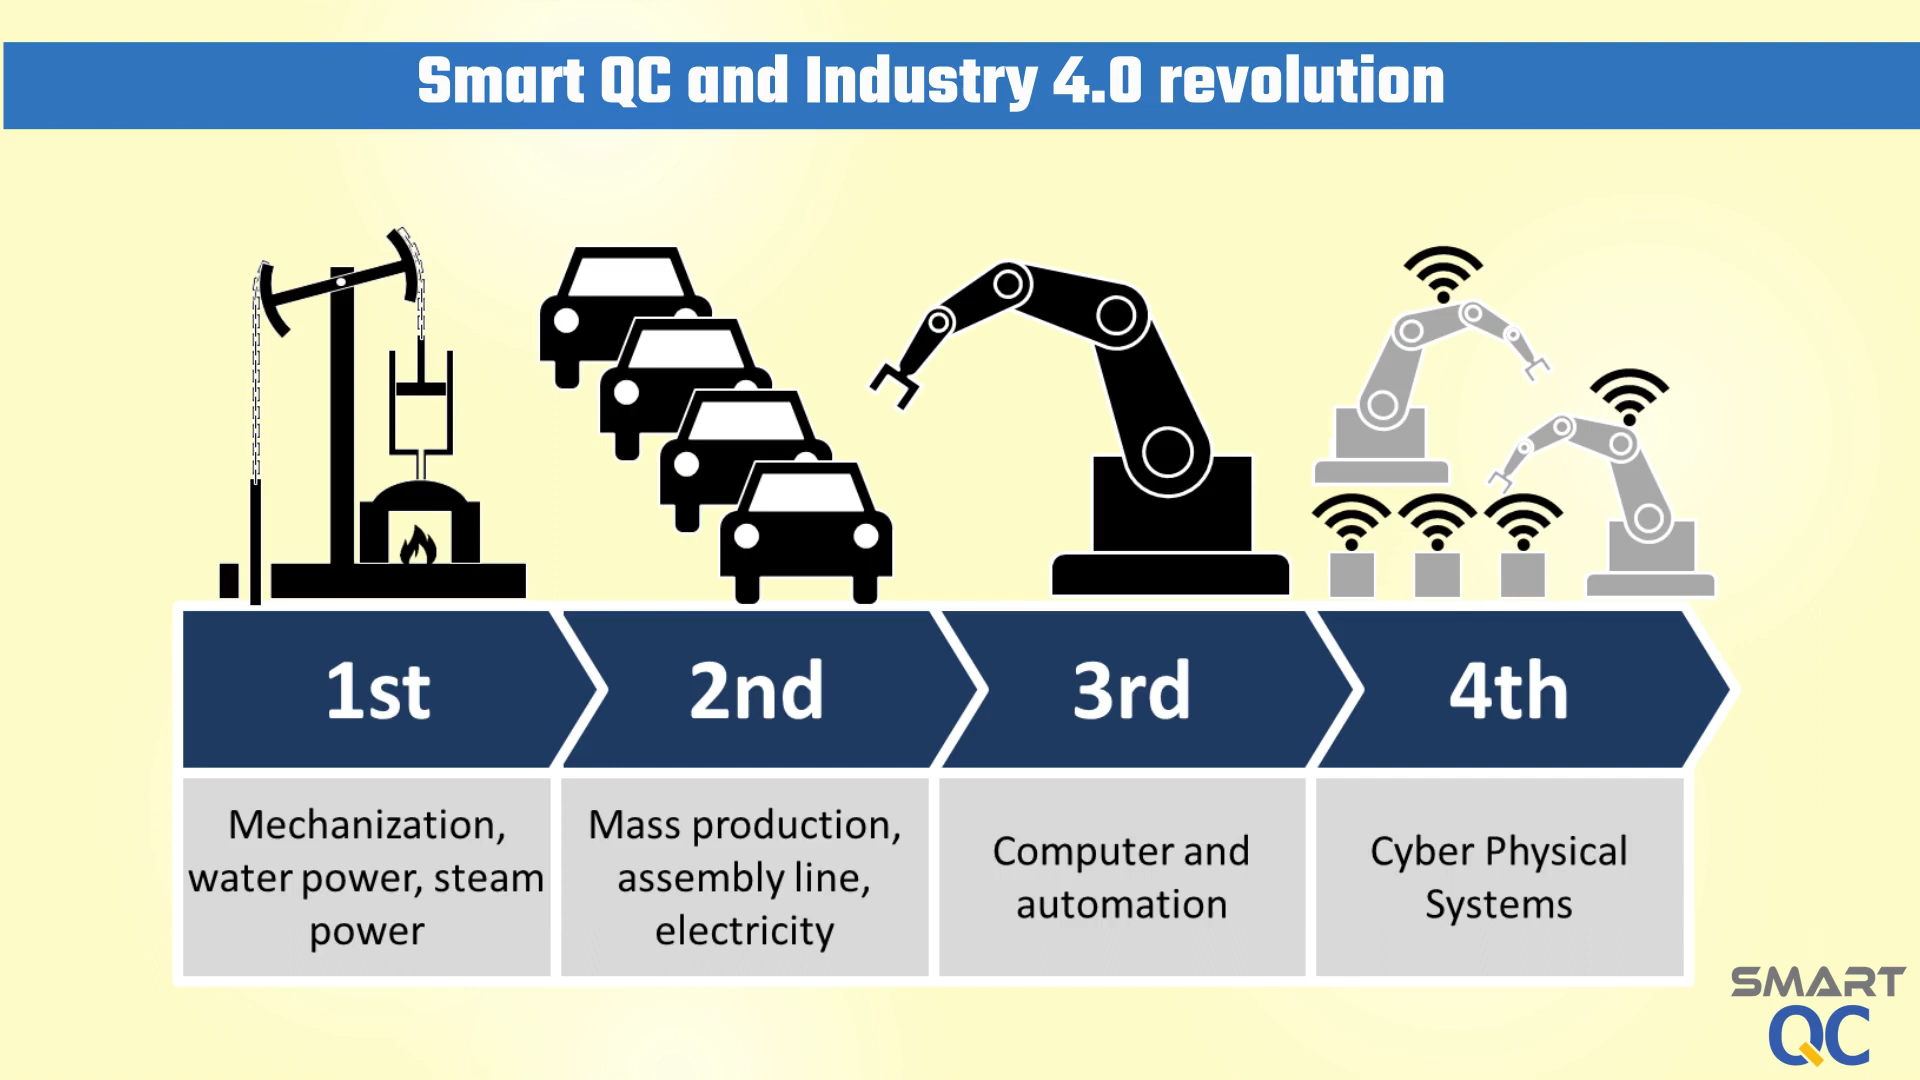 Smart QC and Industry 4.0 revolution
1st
2nd
3rd
4th
Mechanization,
water power, steam
power
Mass production,
assembly line,
electricity
Computer and
automation
Cyber Physical
Systems
SMART
QC